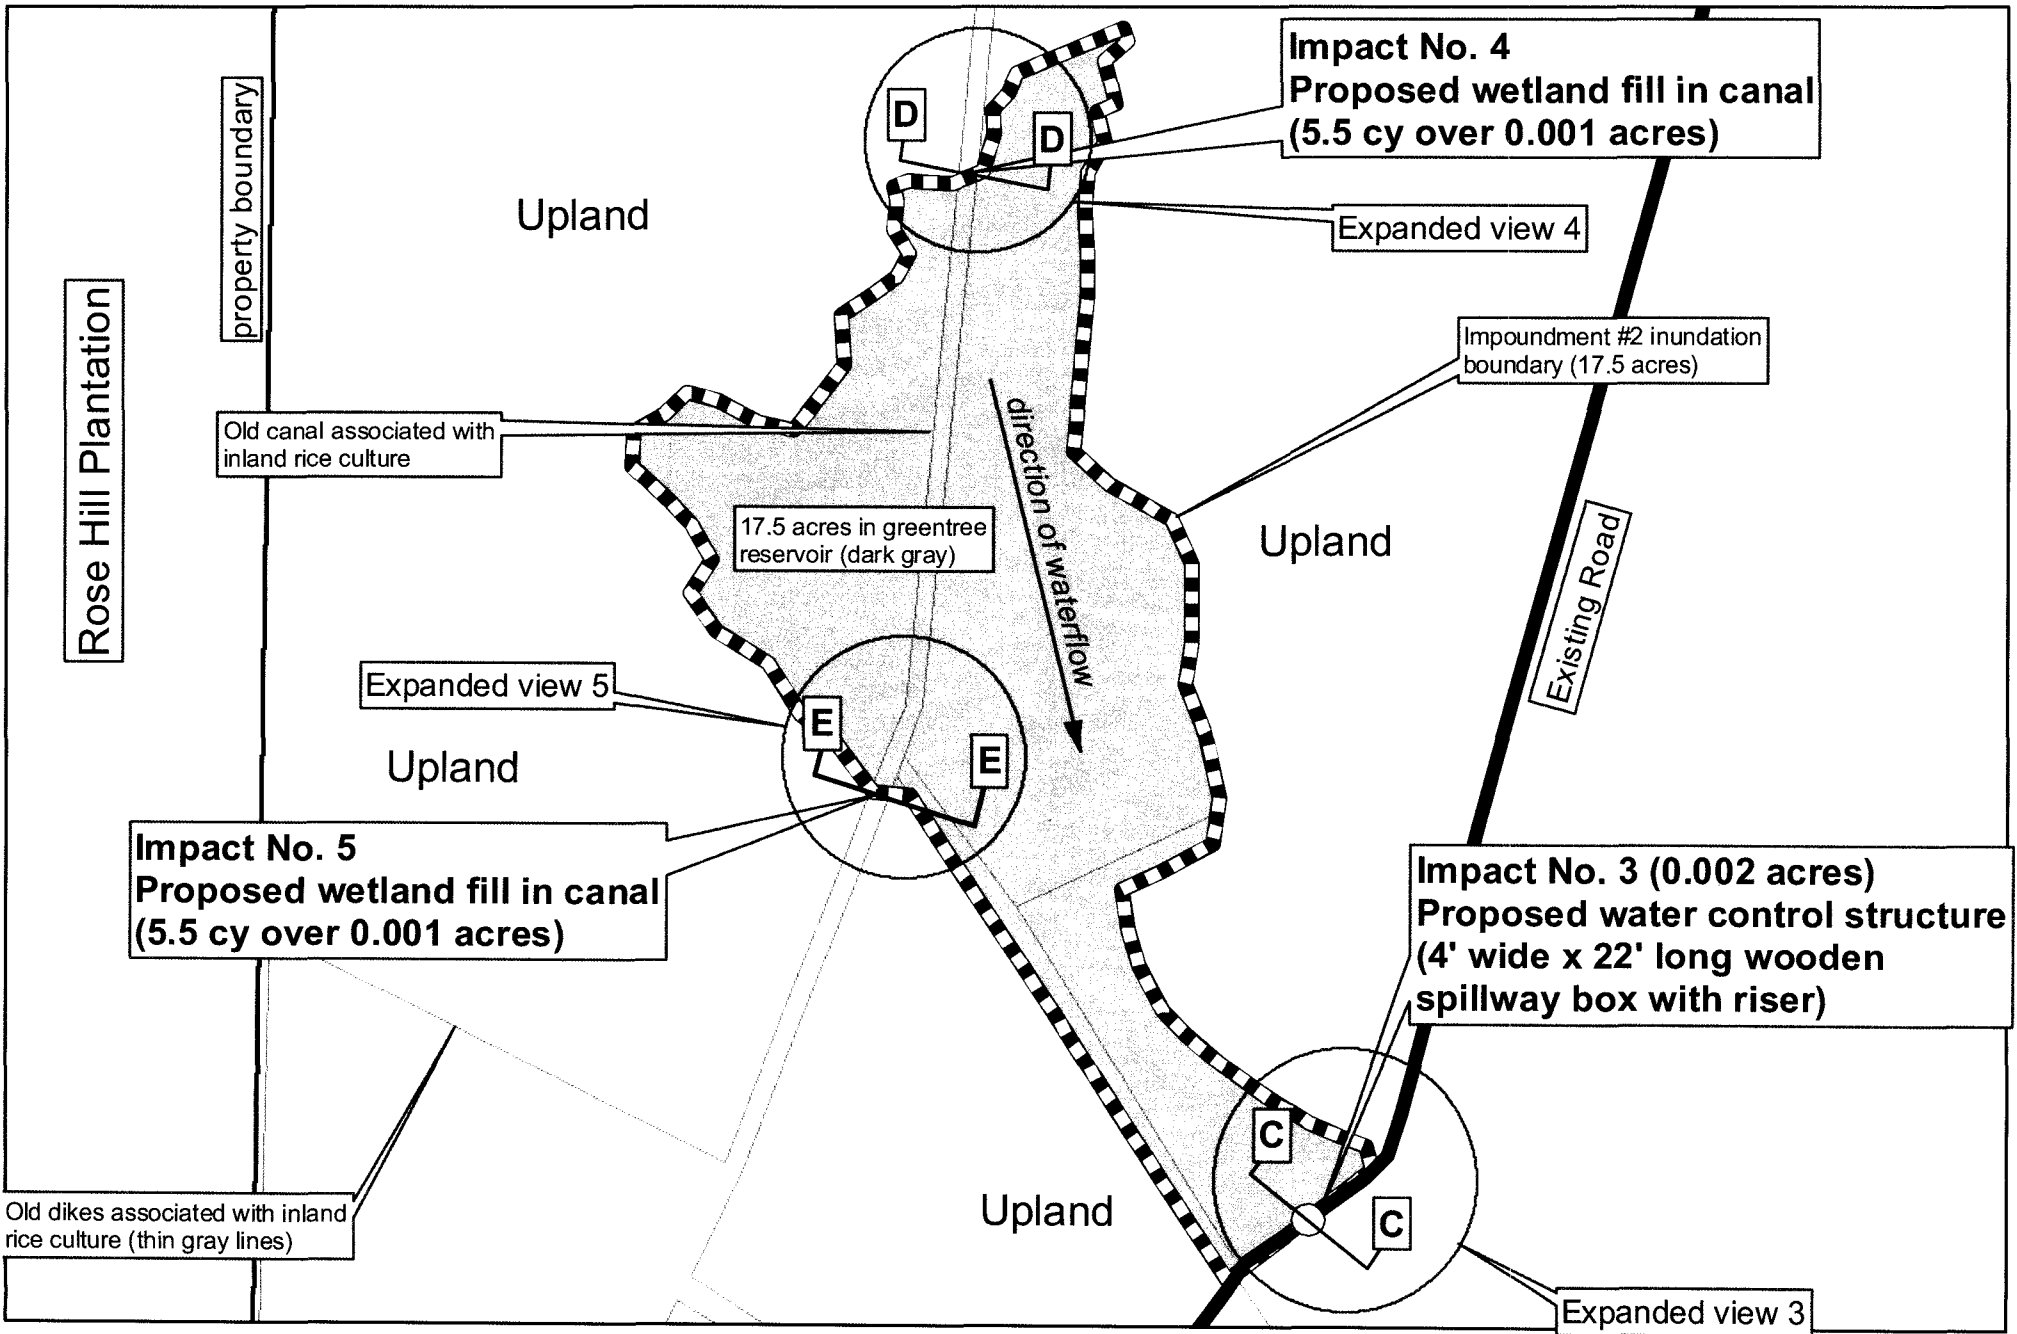 Impact No. 4
Proposed wetland fill in canal
(5.5 cy over 0.001 acres)
D
D
property boundary
Upland
Expanded view 4
Rose Hill Plantation
Impoundment #2 inundation
boundary (17.5 acres)
Old canal associated with
inland rice culture
direction of waterflow
17.5 acres in greentree
reservoir (dark gray)
Upland
Existing Road
Expanded view 5
E
E
Upland
Impact No. 5
Proposed wetland fill in canal
(5.5 cy over 0.001 acres)
Impact No. 3 (0.002 acres)
Proposed water control structure
(4' wide x 22' long wooden
spillway box with riser)
C
C
Upland
Old dikes associated with inland
rice culture (thin gray lines)
Expanded view 3